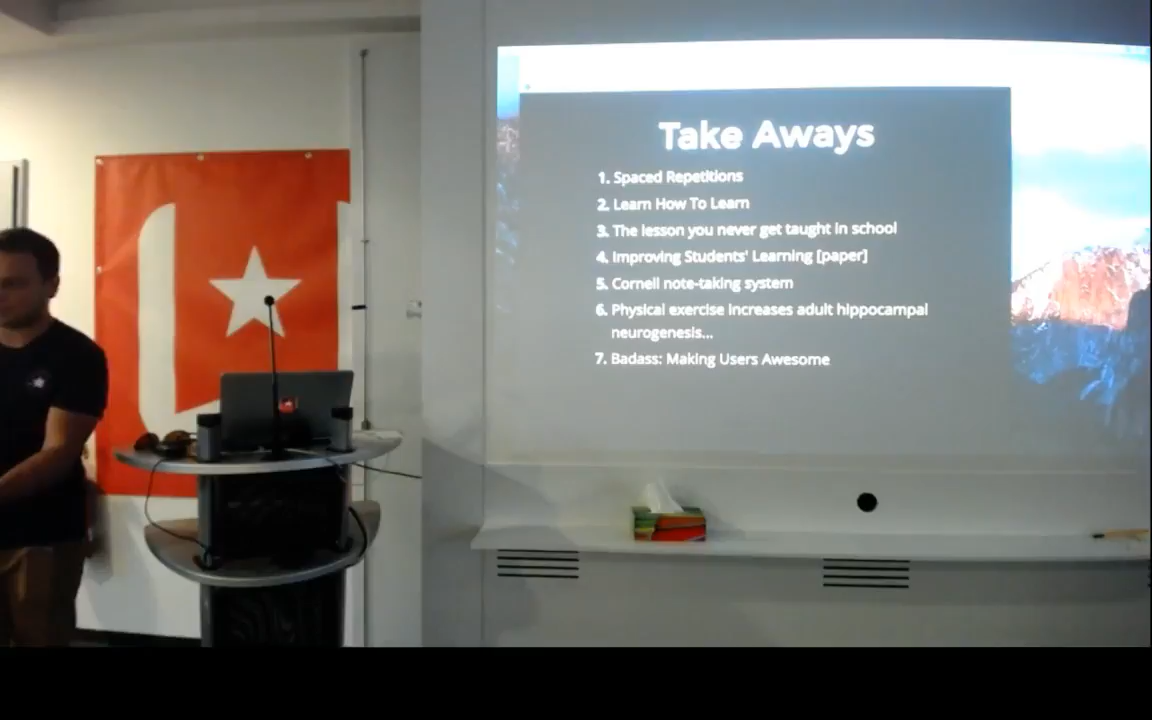 Take Aways
1. Spaced Repetitions
2. Learn How To Learn
3. The lesson you never get taught in school
4. Improving Students' Learning [paper]
5. Cornell note-taking system
6. Physical exercise increases adult hippocampal
neurogenesis...
7. Badass: Making Users Awesome